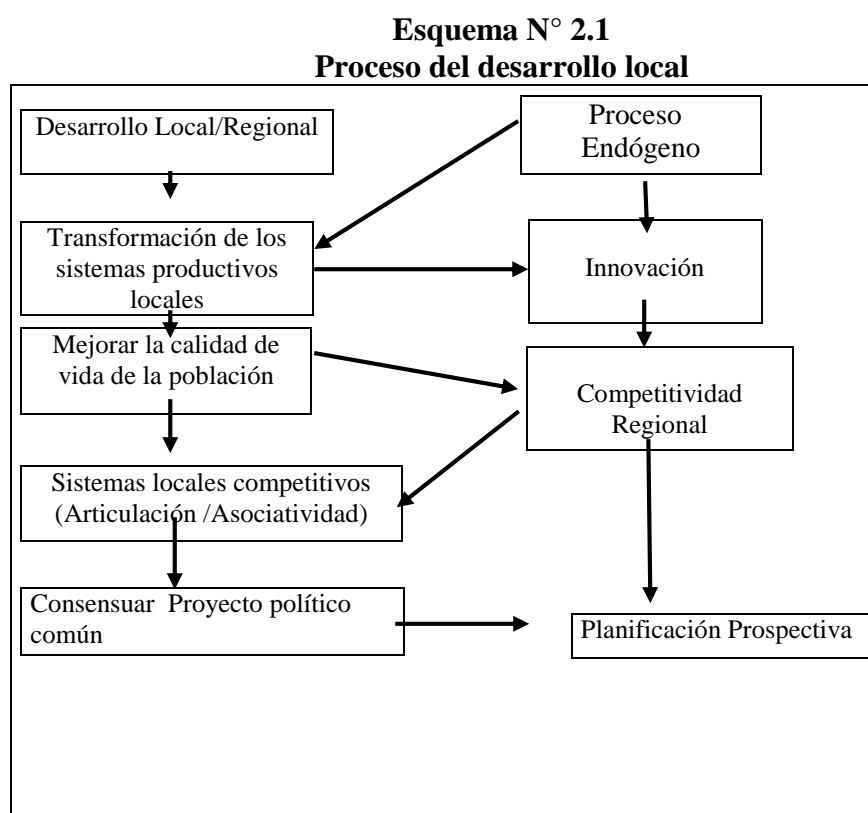 Esquema N° 2.1
Proceso del desarrollo local
Desarrollo Local/Regional
Proceso
Endógeno
Transformación de los
sistemas productivos
locales
Innovación
Mejorar la calidad de
vida de la población
Competitividad
Regional
Sistemas locales competitivos
(Articulación /Asociatividad)
Consensuar Proyecto político
común
Planificación Prospectiva